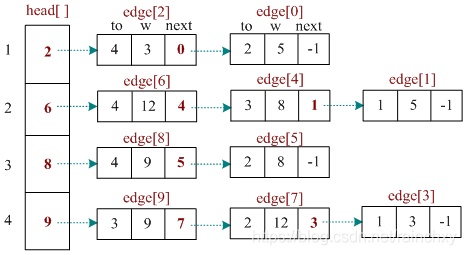 head[ ] edge[2] edge[0]
to w next to w next
1 2 4 3 0 2 5 -1
edge[6] edge[4] edge[1]
2 6 4 12 4 3 8 1 1 5 -1
edge[8] edge[5]
3 8 4 9 5 2 8 -1
edge[9] edge[7] edge[3]
4 9 3 9 7 2 12 3 1 3 -1